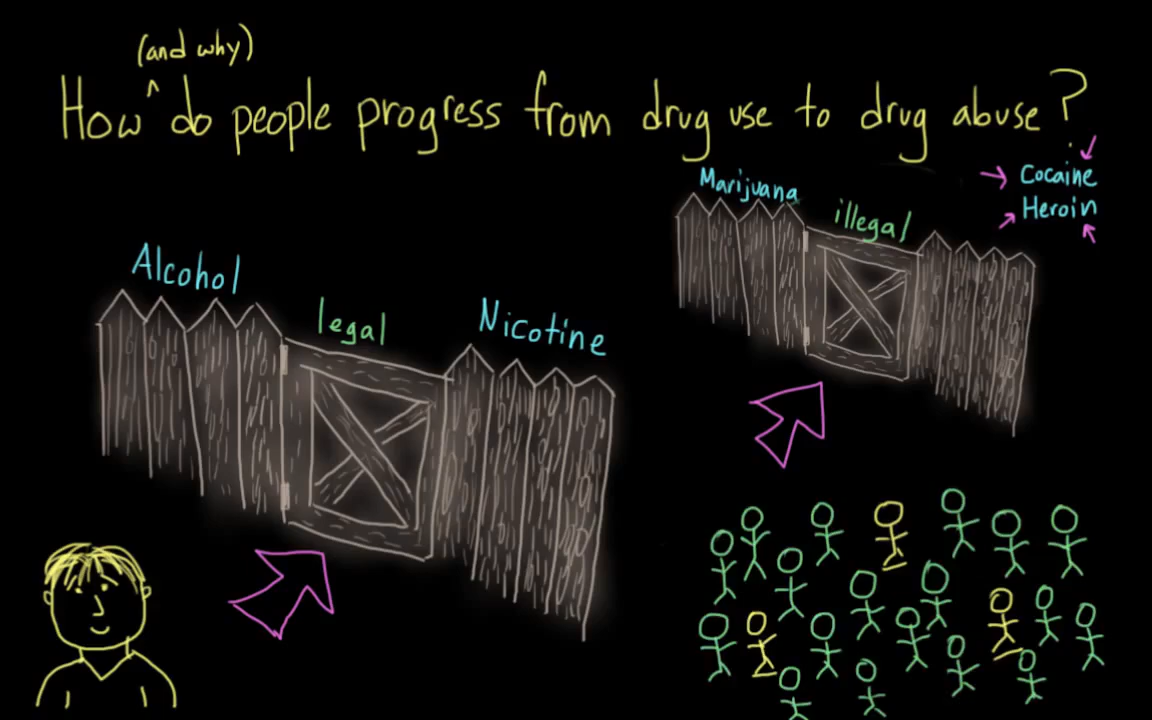 (and why)
How ^ do people progress from drug use to drug abuse?
Marijuana
illegal
Cocaine
Heroin
Alcohol
legal
Nicotine